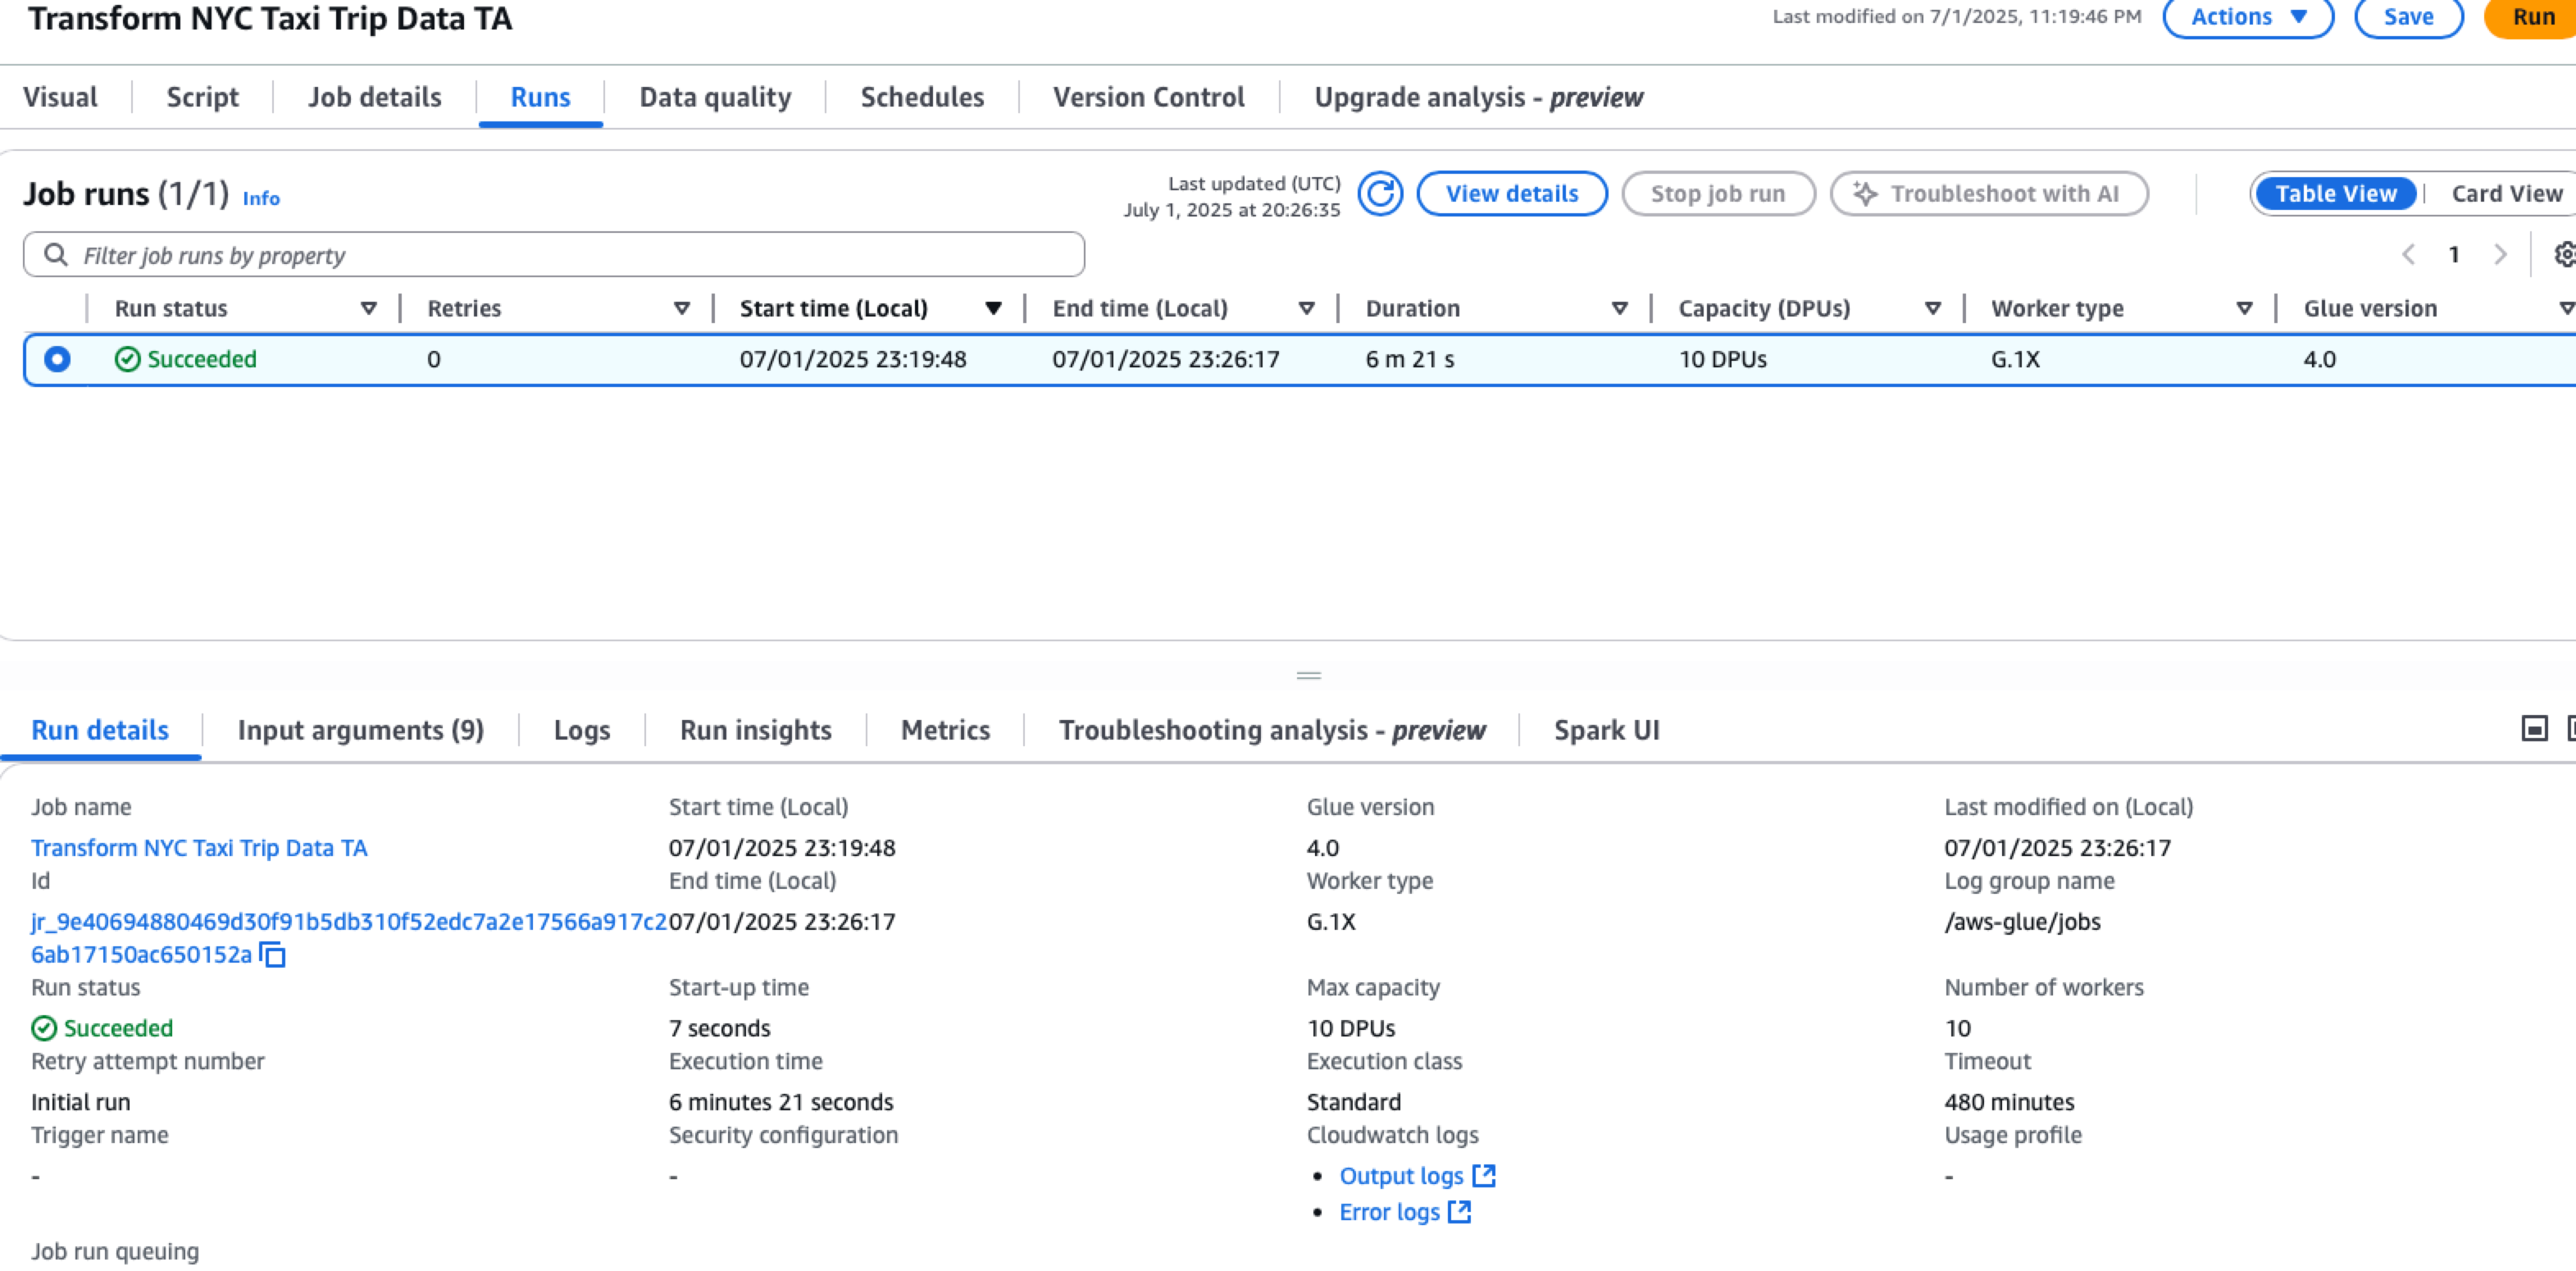 Transform NYC Taxi Trip Data TA
Last modified on 7/1/2025, 11:19:46 PM Actions Save Run
Visual Script Job details Runs Data quality Schedules Version Control Upgrade analysis - preview
Job runs (1/1) Info
Last updated (UTC)
July 1, 2025 at 20:26:35
View details Stop job run Troubleshoot with AI Table View Card View
Filter job runs by property
1
Run status Retries Start time (Local) End time (Local) Duration Capacity (DPUs) Worker type Glue version
Succeeded 0 07/01/2025 23:19:48 07/01/2025 23:26:17 6 m 21 s 10 DPUs G.1X 4.0
Run details Input arguments (9) Logs Run insights Metrics Troubleshooting analysis - preview Spark UI
Job name Start time (Local) Glue version Last modified on (Local)
Transform NYC Taxi Trip Data TA 07/01/2025 23:19:48 4.0 07/01/2025 23:26:17
Id End time (Local) Worker type Log group name
jr_9e40694880469d30f91b5db310f52edc7a2e17566a917c2 07/01/2025 23:26:17 G.1X /aws-glue/jobs
6ab17150ac650152a
Run status Start-up time Max capacity Number of workers
Succeeded 7 seconds 10 DPUs 10
Retry attempt number Execution time Execution class Timeout
Initial run 6 minutes 21 seconds Standard 480 minutes
Trigger name Security configuration Cloudwatch logs Usage profile
- - • Output logs -
• Error logs
Job run queuing